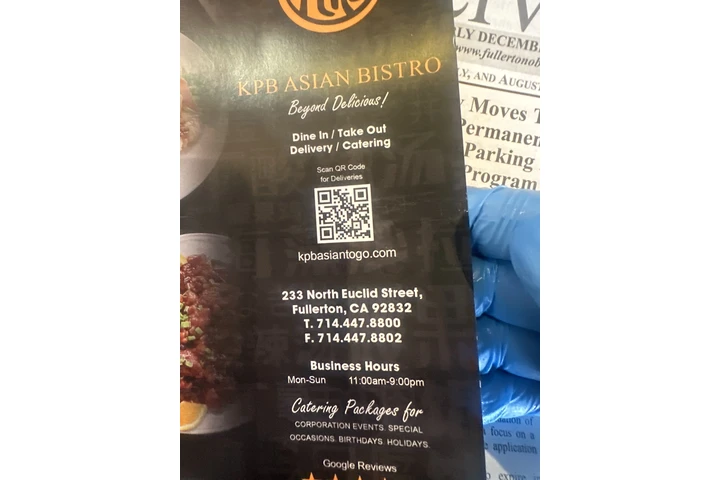 KPB ASIAN BISTRO
Beyond Delicious!
Dine In / Take Out
Delivery / Catering
Scan QR Code
for Deliveries
kpbasiantogo.com
233 North Euclid Street,
Fullerton, CA 92832
T. 714.447.8800
F. 714.447.8802
Business Hours
Mon-Sun 11:00am-9:00pm
Catering Packages for
CORPORATION EVENTS. SPECIAL
OCCASIONS. BIRTHDAYS. HOLIDAYS.
Google Reviews
LY DECEMB
www.fullertonob
LY, AND AUGUS
Moves
Permanen
Parking
Program
focus on a
application